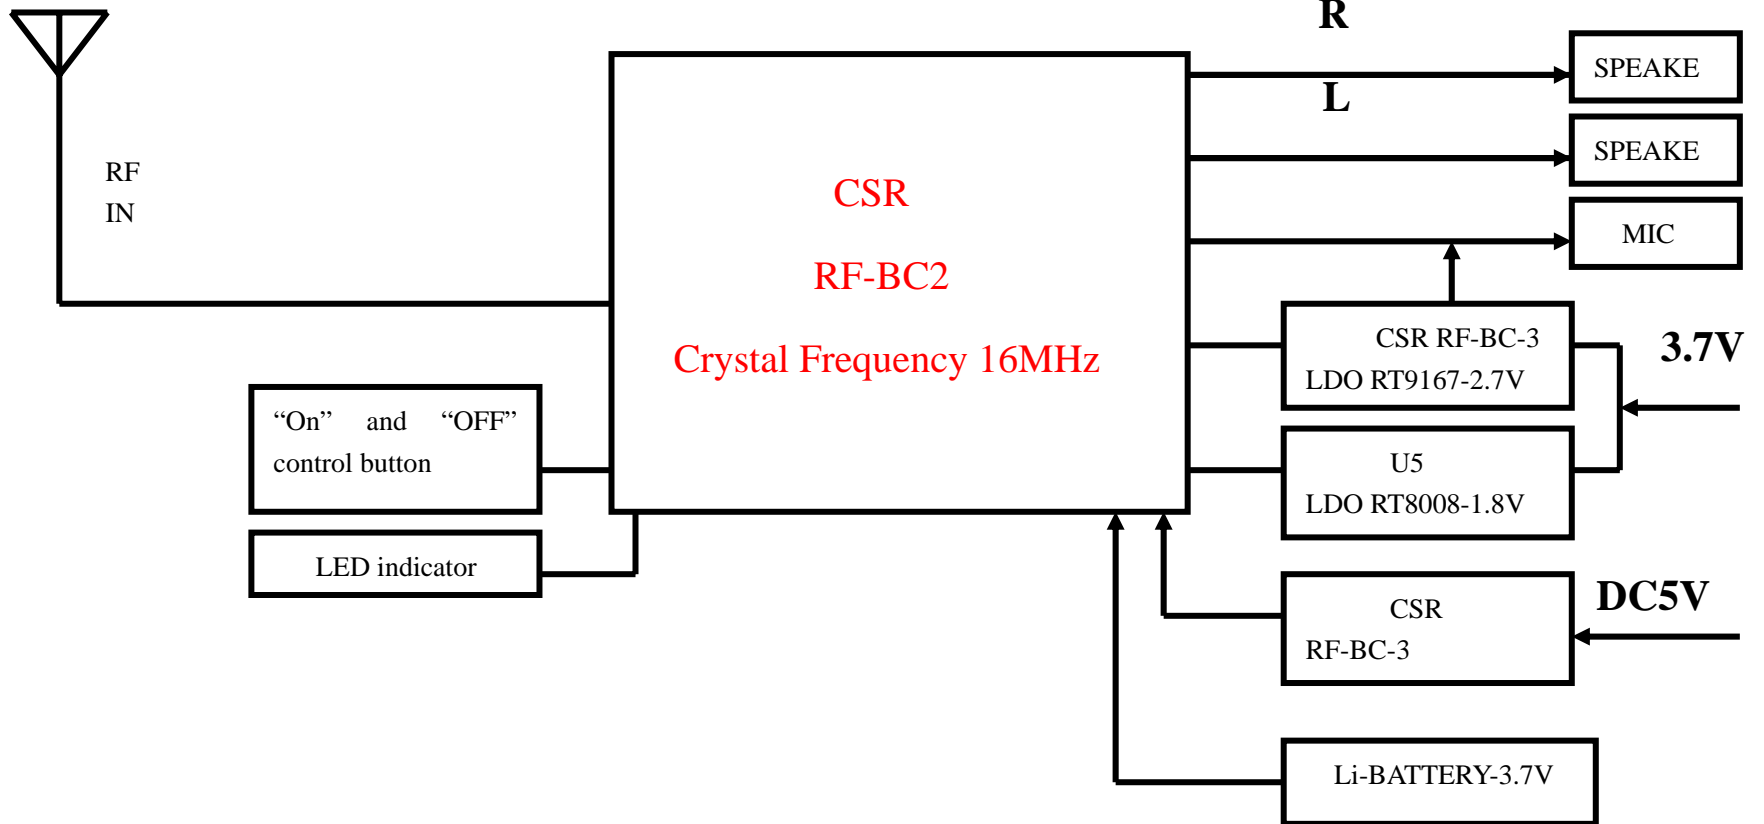 R
SPEAKE
L
SPEAKE
RF
IN
CSR
MIC
RF-BC2
CSR RF-BC-3
LDO RT9167-2.7V
3.7V
Crystal Frequency 16MHz
“On” and “OFF”
control button
U5
LDO RT8008-1.8V
LED indicator
CSR
RF-BC-3
DC5V
Li-BATTERY-3.7V